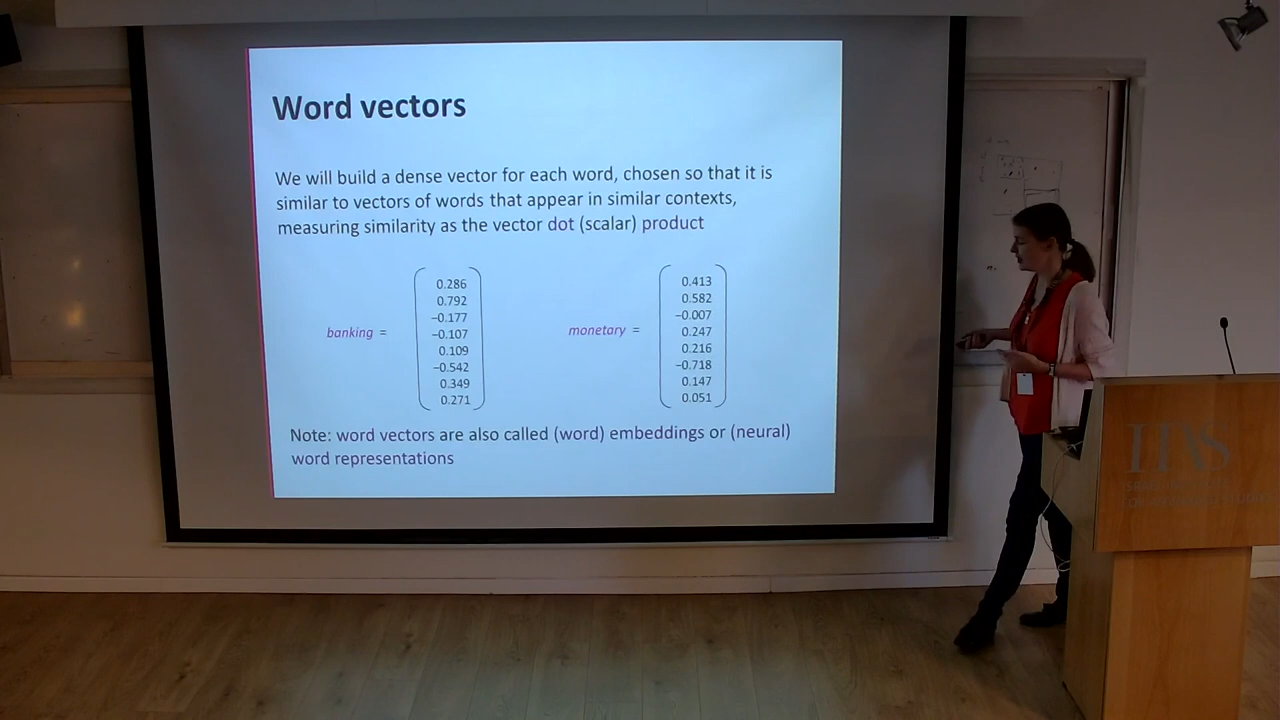 Word vectors
We will build a dense vector for each word, chosen so that it is
similar to vectors of words that appear in similar contexts,
measuring similarity as the vector dot (scalar) product
banking =
0.286
0.792
−0.177
−0.107
0.109
−0.542
0.349
0.271
monetary =
0.413
0.582
−0.007
0.247
0.216
−0.718
0.147
0.051
Note: word vectors are also called (word) embeddings or (neural)
word representations